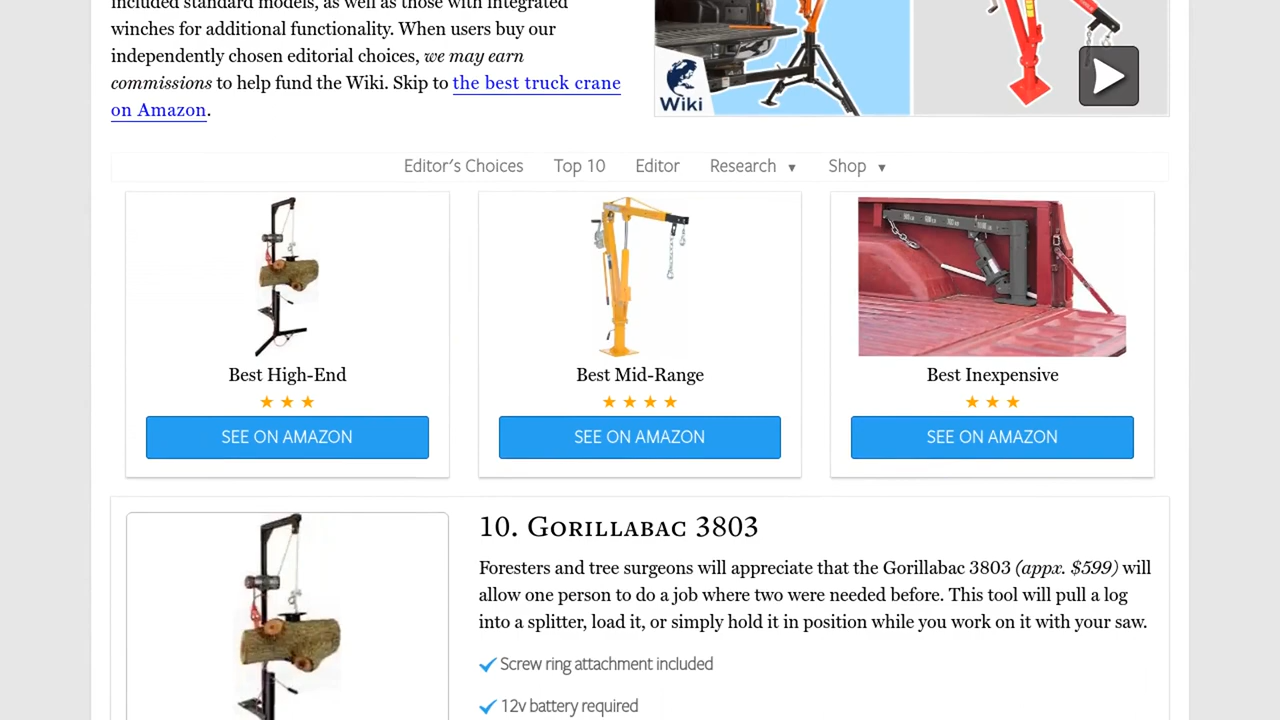 included standard models, as well as those with integrated
winches for additional functionality. When users buy our
independently chosen editorial choices, we may earn
commissions to help fund the Wiki. Skip to the best truck crane
on Amazon.
Wiki
Editor's Choices Top 10 Editor Research ▼ Shop ▼
Best High-End
★ ★ ★
SEE ON AMAZON
Best Mid-Range
★ ★ ★ ★
SEE ON AMAZON
Best Inexpensive
★ ★ ★
SEE ON AMAZON
10. Gorillabac 3803
Foresters and tree surgeons will appreciate that the Gorillabac 3803 (appx. $599) will
allow one person to do a job where two were needed before. This tool will pull a log
into a splitter, load it, or simply hold it in position while you work on it with your saw.
Screw ring attachment included
12v battery required